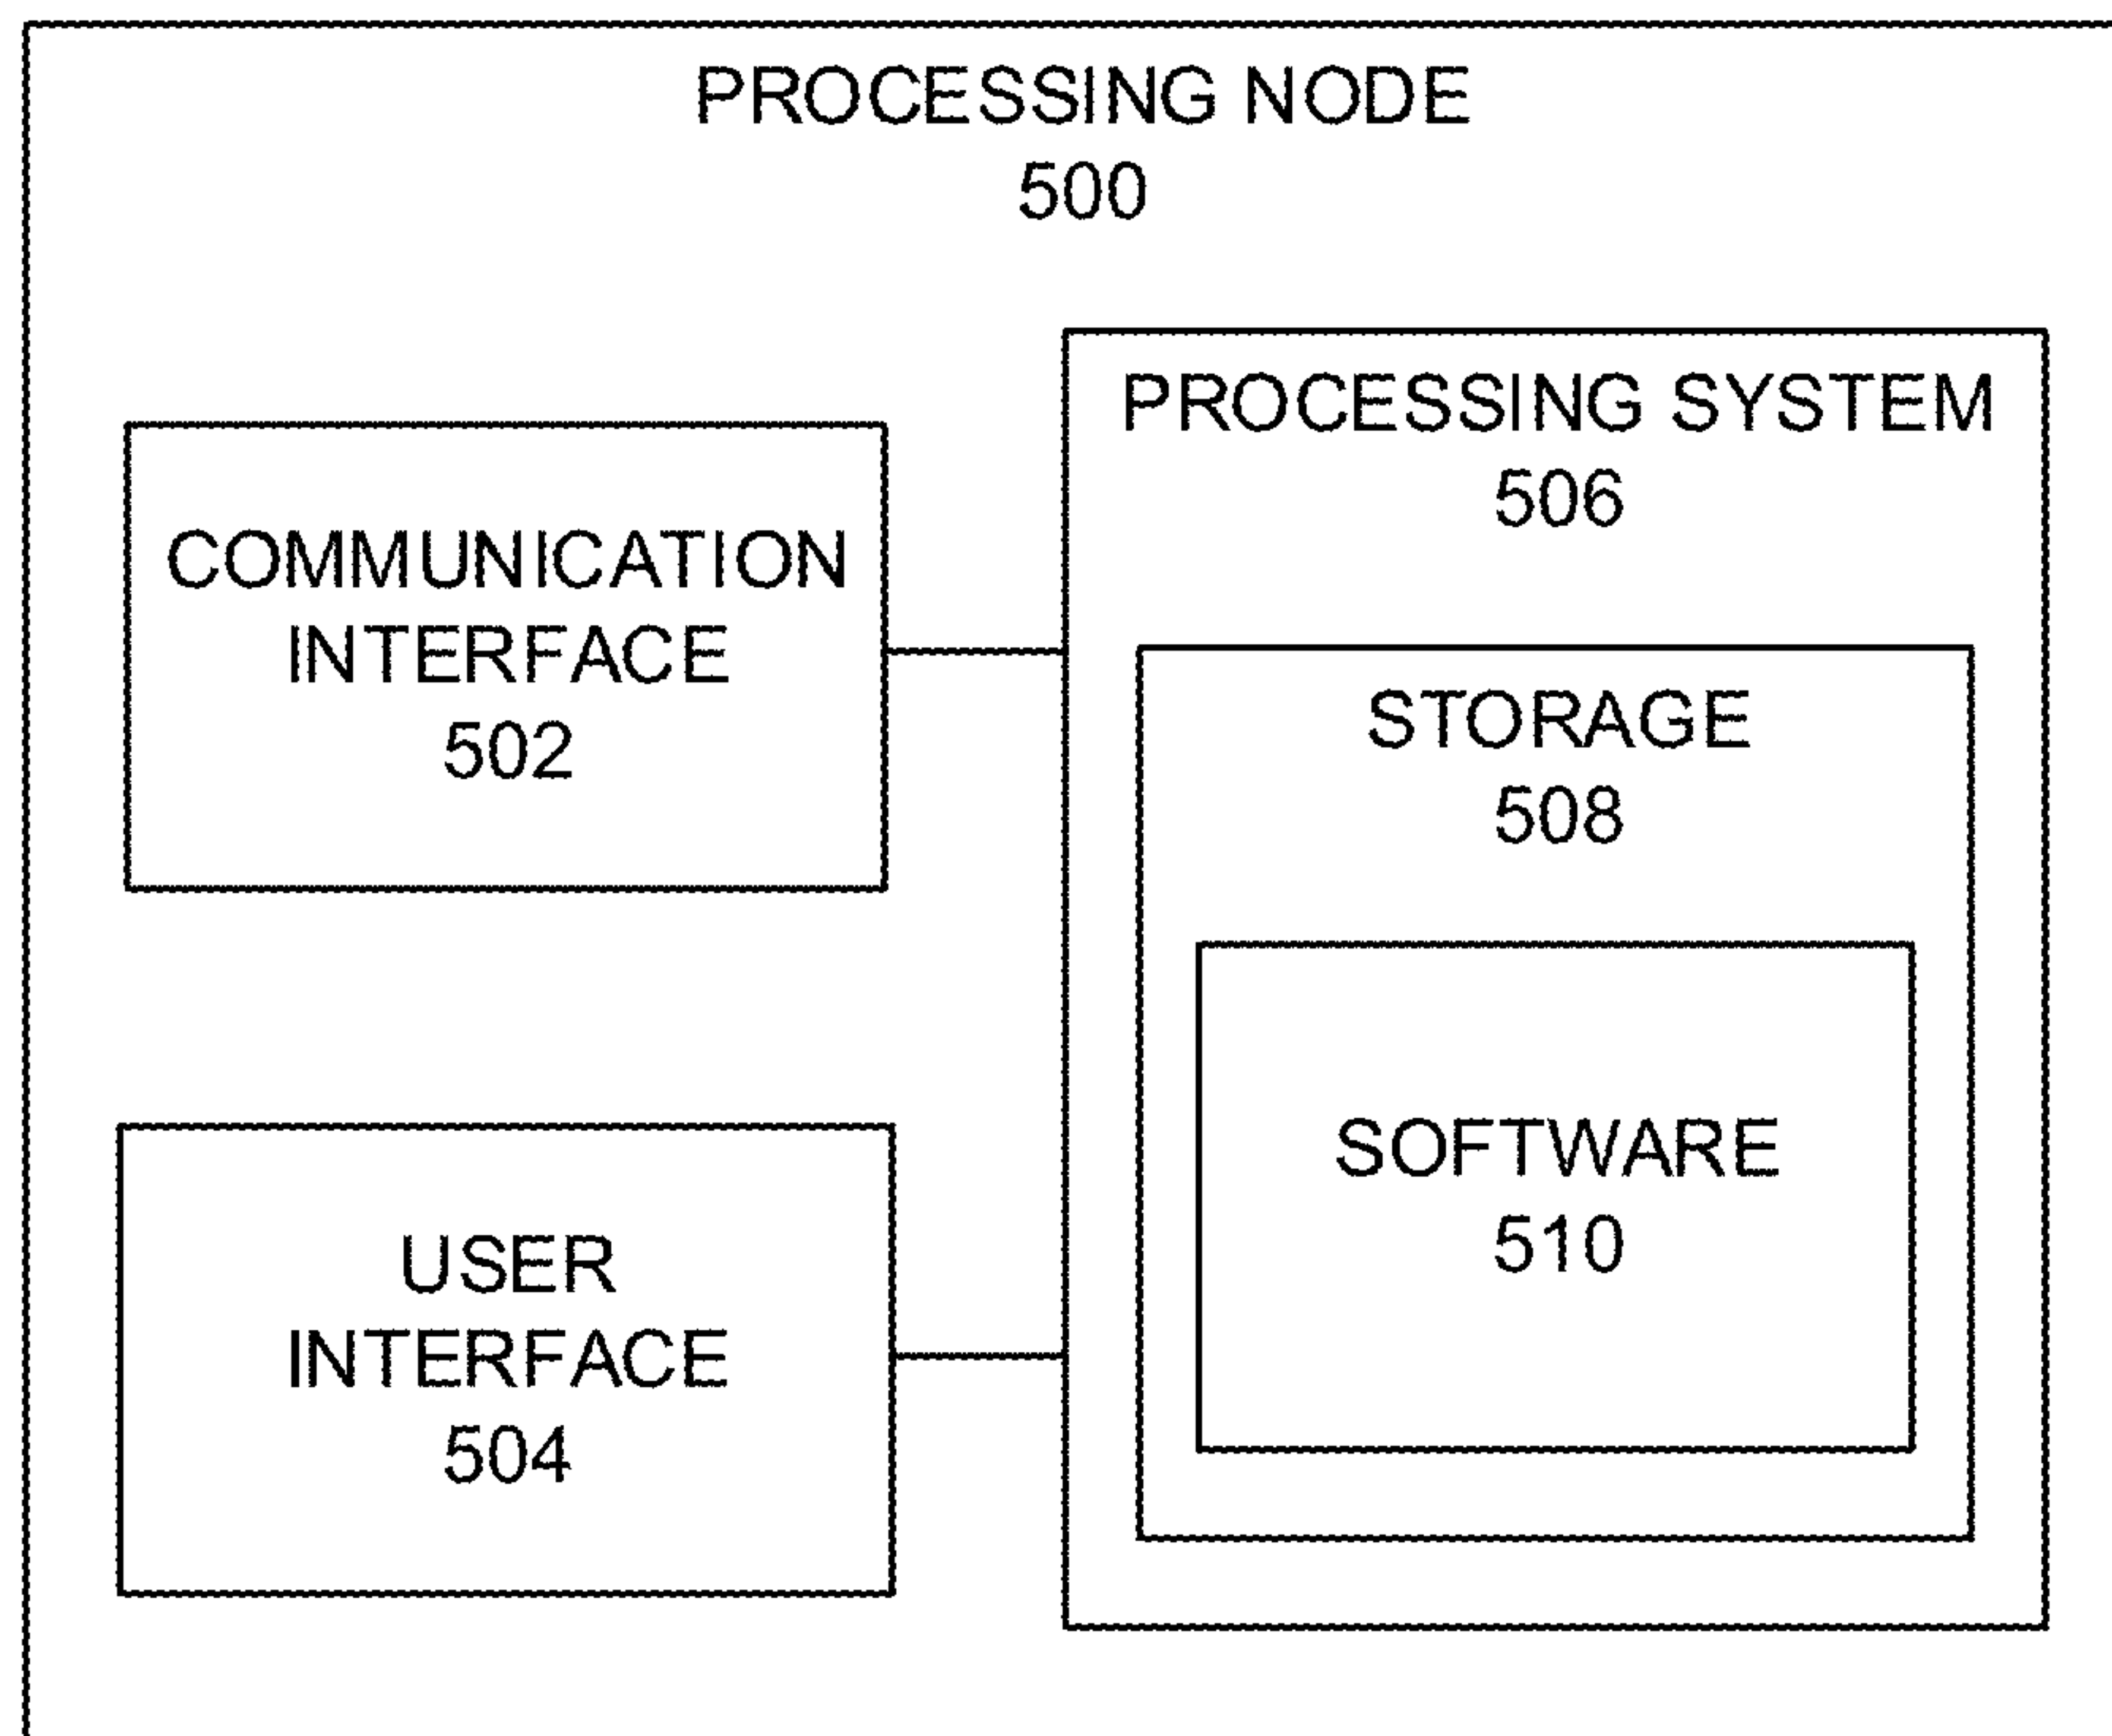 PROCESSING NODE
500
COMMUNICATION
INTERFACE
502
USER
INTERFACE
504
PROCESSING SYSTEM
506
STORAGE
508
SOFTWARE
510